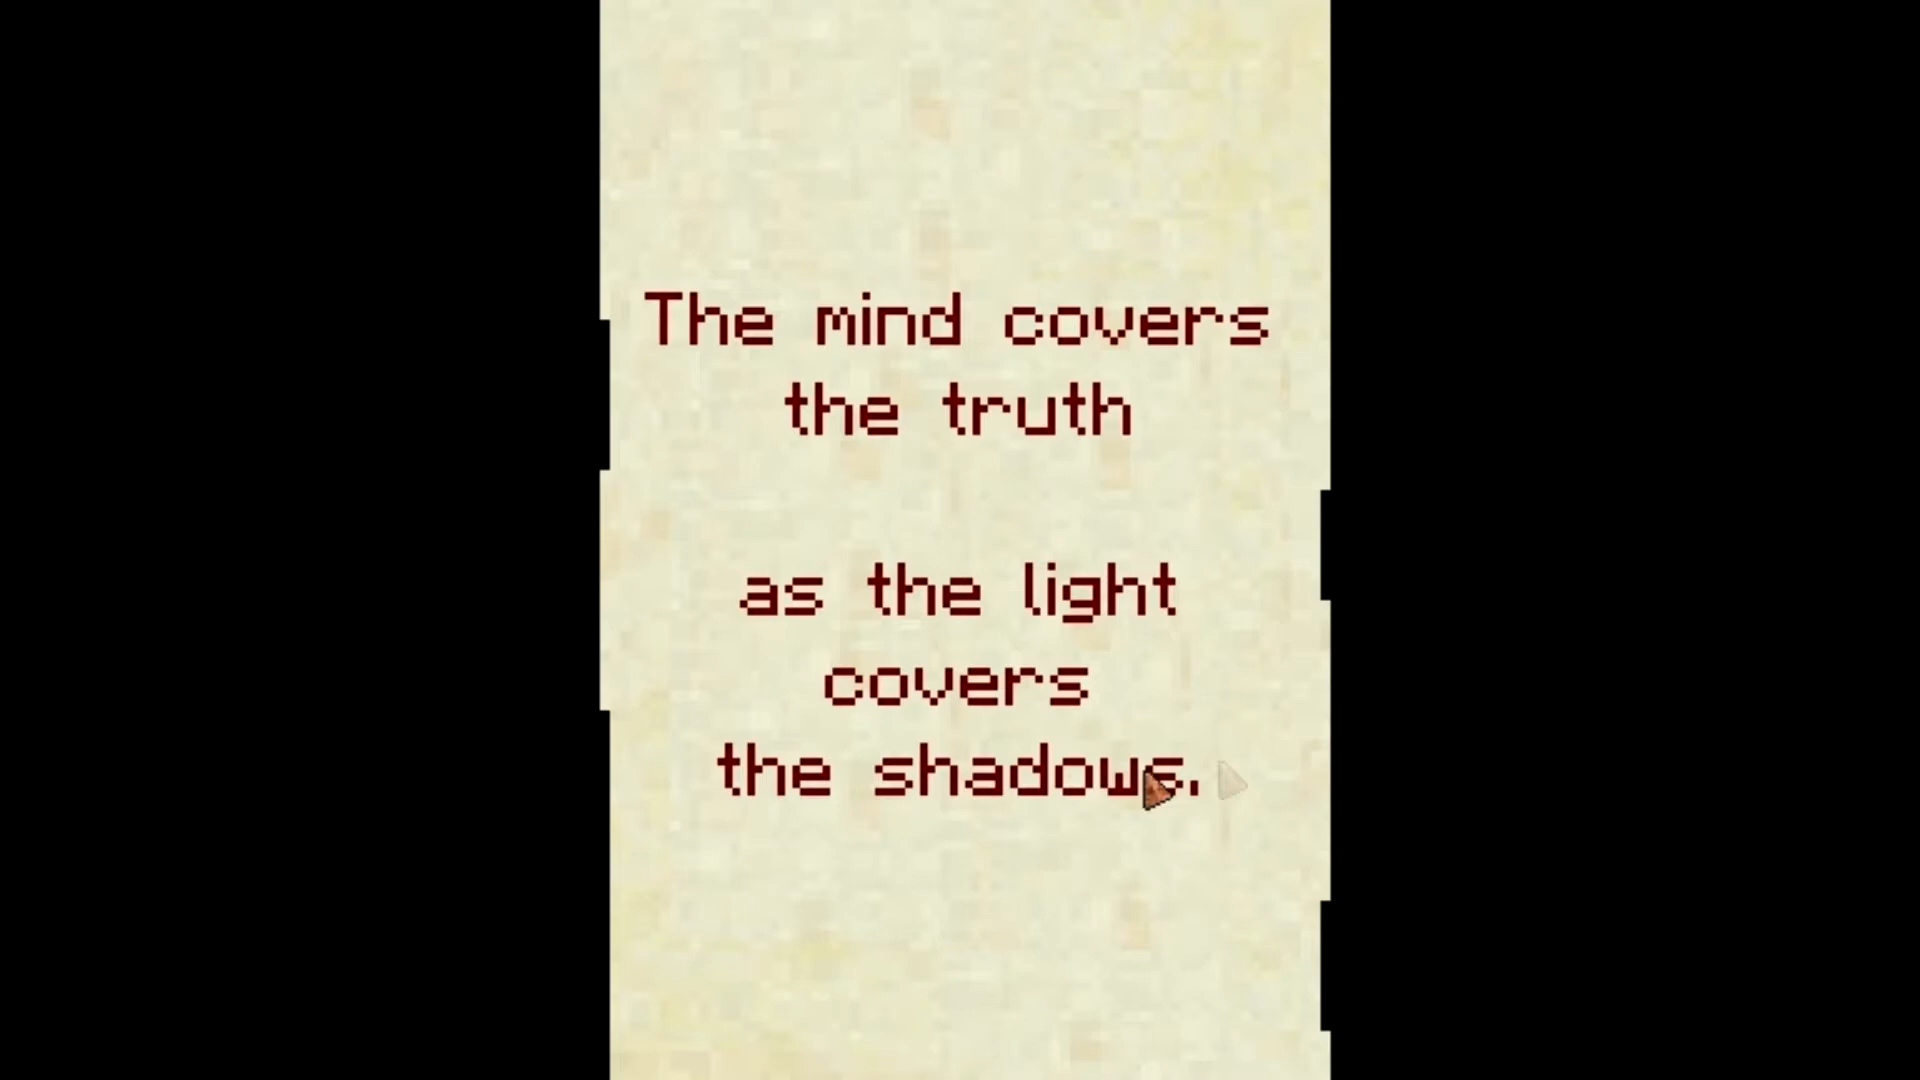 The mind covers
the truth
as the light
covers
the shadows.